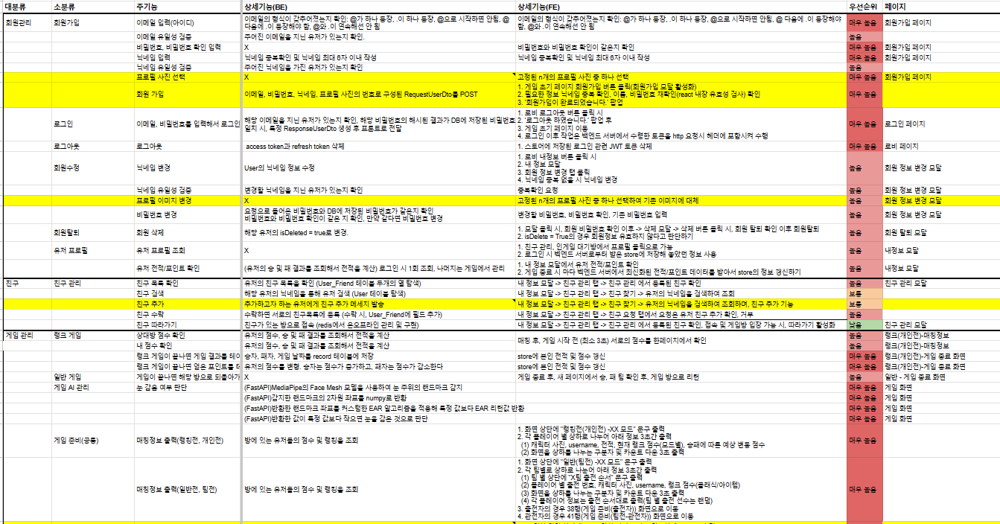 대분류 소분류 주기능 상세기능(BE) 상세기능(FE) 우선순위 페이지
회원관리 회원가입 이메일 입력(아이디) 이메일의 형식이 갖추어졌는지 확인: @가 하나 등장, .이 하나 등장, @으로 시작하면 안됨, @ 다음에 .이 등장해야 함, @와 .이 연속해선 안 됨 이메일의 형식이 갖추어졌는지 확인: @가 하나 등장, .이 하나 등장, @으로 시작하면 안됨, @ 다음에 .이 등장해야 함, @와 .이 연속해선 안 됨 매우 높음 회원가입 페이지
이메일 유일성 검증 주어진 이메일을 지닌 유저가 있는지 확인. 높음
비밀번호, 비밀번호 확인 입력 X 비밀번호와 비밀번호 확인이 같은지 확인 매우 높음 회원가입 페이지
닉네임 입력 닉네임 중복확인 및 닉네임 최대 6자 이내 작성 닉네임 중복확인 및 닉네임 최대 6자 이내 작성 매우 높음 회원가입 페이지
닉네임 유일성 검증 주어진 닉네임을 가진 유저가 있는지 확인 높음
프로필 사진 선택 X 고정된 n개의 프로필 사진 중 하나 선택 매우 높음 회원가입 페이지
회원 가입 이메일, 비밀번호, 닉네임, 프로필 사진의 번호로 구성된 RequestUserDto를 POST 매우 높음
1. 게임 초기 페이지 회원가입 버튼 클릭(회원가입 모달 활성화)
2. 필요한 정보 닉네임 중복 확인, 이름, 비밀번호 재확인(react 내장 유효성 검사) 확인
3. '회원가입이 완료되었습니다.' 팝업
로그인 이메일, 비밀번호를 입력해서 로그인 해당 이메일을 지닌 유저가 있는지 확인, 해당 비밀번호의 해시된 결과가 DB에 저장된 비밀번호 일치 시, 특정 ResponseUserDto 생성 후 프론트로 전달 매우 높음 로그인 페이지
1. 로비 로그아웃 버튼 클릭 시
2. '로그아웃 하였습니다.' 팝업 후
3. 게임 초기 페이지 이동
4. 로그인 이후 작업은 백엔드 서버에서 수령한 토큰을 http 요청시 헤더에 포함시켜 수행
로그아웃 로그아웃 access token과 refresh token 삭제 1. 스토어에 저장된 로그인 관련 JWT 토큰 삭제 매우 높음 로비 페이지
회원수정 닉네임 변경 User의 닉네임 정보 수정 높음 회원 정보 변경 모달
1. 로비 내정보 버튼 클릭 시
2. 내 정보 모달
3. 회원 정보 변경 탭 클릭
4. 닉네임 중복 없을 시 닉네임 변경
닉네임 유일성 검증 변경할 닉네임을 지닌 유저가 있는지 확인 중복확인 요청 높음 회원 정보 변경 모달
프로필 이미지 변경 X 고정된 n개의 프로필 사진 중 하나 선택하여 기존 이미지에 대체 높음 회원 정보 변경 모달
비밀번호 변경 요청으로 들어온 비밀번호와 DB에 저장된 비밀번호가 같은지 확인 변경할 비밀번호, 비밀번호 확인, 기존 비밀번호 입력 높음 회원 정보 변경 모달
비밀번호와 비밀번호 확인이 같은 지 확인, 만약 같다면 비밀번호 변경
회원탈퇴 회원 삭제 해당 유저의 isDeleted = true로 변경. 높음 회원 탈퇴 모달
1. 모달 클릭 시, 회원 비밀번호 확인 이후 -> 삭제 모달 -> 삭제 버튼 클릭 시, 회원 탈퇴 확인 이후 회원탈퇴
2. isDelete = True의 경우 회원정보 유효하지 않다고 판단하기
유저 프로필 유저 프로필 조회 X 높음 내정보 모달
1. 친구 관리, 인게임 대기방에서 프로필 클릭으로 가능
2. 로그인 시 백엔드 서버로부터 받은 store에 저장해 놓았던 정보 사용
유저 전적/포인트 확인 (유저의 승 및 패 결과를 조회해서 전적을 계산) 로그인 시 1회 조회, 나머지는 게임에서 관리 높음 내정보 모달
1. 내 정보 모달에서 유저 전적/포인트 확인
2. 게임 종료 시 마다 백엔드 서버에서 최신화된 전적/포인트 데이터를 받아서 store의 정보 갱신하기
친구 친구 관리 친구 목록 확인 유저의 친구 목록을 확인 (User_Friend 테이블 두개의 열 탐색) 내 정보 모달 -> 친구 관리 탭 -> 친구 관리 에서 등록된 친구 확인 높음 친구 관리 모달
친구 검색 해당 유저의 닉네임을 통해 유저 검색 (User 테이블 탐색) 내 정보 모달 -> 친구 관리 탭 -> 친구 찾기 -> 유저의 닉네임을 검색하여 조회 보통
친구 추가 추가하고자 하는 유저에게 친구 추가 메세지 발송 내 정보 모달 -> 친구 관리 탭 -> 친구 찾기 -> 유저의 닉네임을 검색하여 조회하며, 친구 추가 기능 보통
친구 수락 수락하면 서로의 친구목록에 등록 (수락 시, User_Friend에 필드 추가) 내 정보 모달 -> 친구 관리 탭 -> 친구 요청 탭에서 요청온 유저 친구 추가 확인, 거부 높음
친구 따라가기 친구가 있는 방으로 접속 (redis에서 온오프라인 관리 및 구현) 내 정보 모달 -> 친구 관리 탭 -> 친구 관리 에서 등록된 친구 확인, 접속 및 게임방 입장 가능 시, 따라가기 활성화 낮음 친구 관리 모달
게임 관리 랭크 게임 상대방 점수 확인 유저의 점수, 승 및 패 결과를 조회해서 전적을 계산 매칭 후, 게임 시작 전 (최소 3초) 서로의 점수를 한페이지에서 확인 높음 랭크(개인전)-매칭정보
내 점수 확인 유저의 점수, 승 및 패 결과를 조회해서 전적을 계산 높음 랭크(개인전)-매칭정보
랭크 게임이 끝나면 게임 결과를 테이 승자, 패자, 게임 날짜를 record 테이블에 저장 store에 본인 전적 및 점수 갱신 매우 높음 랭크(개인전)-게임 종료 화면
랭크 게임이 끝나면 얻은 포인트를 테 유저의 점수를 변형. 승자는 점수가 증가하고, 패자는 점수가 감소한다 store에 본인 전적 및 점수 갱신 매우 높음 랭크(개인전)-게임 종료 화면
일반 게임 게임이 끝나면 해당 방으로 되돌아가 X 게임 종료 후, 새 페이지에서 승, 패 팀 확인 후, 게임 방으로 리턴 높음 일반 - 게임 종료 화면
게임 AI 관리 눈 감음 여부 판단 (FastAPI)MediaPipe의 Face Mesh 모델을 사용하여 눈 주위의 랜드마크 감지 매우 높음 게임 화면
(FastAPI)감지한 랜드마크의 2차원 좌표를 numpy로 반환 매우 높음 게임 화면
(FastAPI)반환한 랜드마크 좌표를 커스텀한 EAR 알고리즘을 적용해 특정 값보다 EAR 리턴값 반환 매우 높음 게임 화면
(FastAPI)반환한 값이 특정 값보다 작으면 눈을 감은 것으로 판단 매우 높음 게임 화면
게임 준비(공통) 매칭정보 출력(랭킹전, 개인전) 방에 있는 유저들의 점수 및 랭킹을 조회 매우 높음
1. 화면 상단에 "랭킹전(개인전) -XX 모드" 문구 출력
2. 각 플레이어 별 상하로 나누어 아래 정보 3초간 출력
(1) 캐릭터 사진, username, 전적, 현재 랭크 점수(모드별), 승패에 따른 예상 변동 점수
(2) 화면을 상하를 나누는 구분자 및 카운트 다운 3초 출력
매칭정보 출력(일반전, 팀전) 방에 있는 유저들의 점수 및 랭킹을 조회 매우 높음
1. 화면 상단에 "일반(팀전) -XX 모드" 문구 출력
2. 각 팀별로 상하로 나눠어 아래 정보 3초간 출력
(1) 팀 별 상단에 "X팀 출전 순서" 문구 출력
(2) 플레이어 별 출전 번호, 캐릭터 사진, username, 랭크 점수(클래식/아이템)
(3) 화면을 상하를 나누는 구분자 및 카운트 다운 3초 출력
(4) 각 플레이어 정보는 출전 순서대로 출력(팀 별 출전 선수는 랜덤)
3. 출전자의 경우 38행(게임 준비(출전자)) 화면으로 이동
4. 관전자의 경우 41행(게임 준비(팀전-관전자)) 화면으로 이동